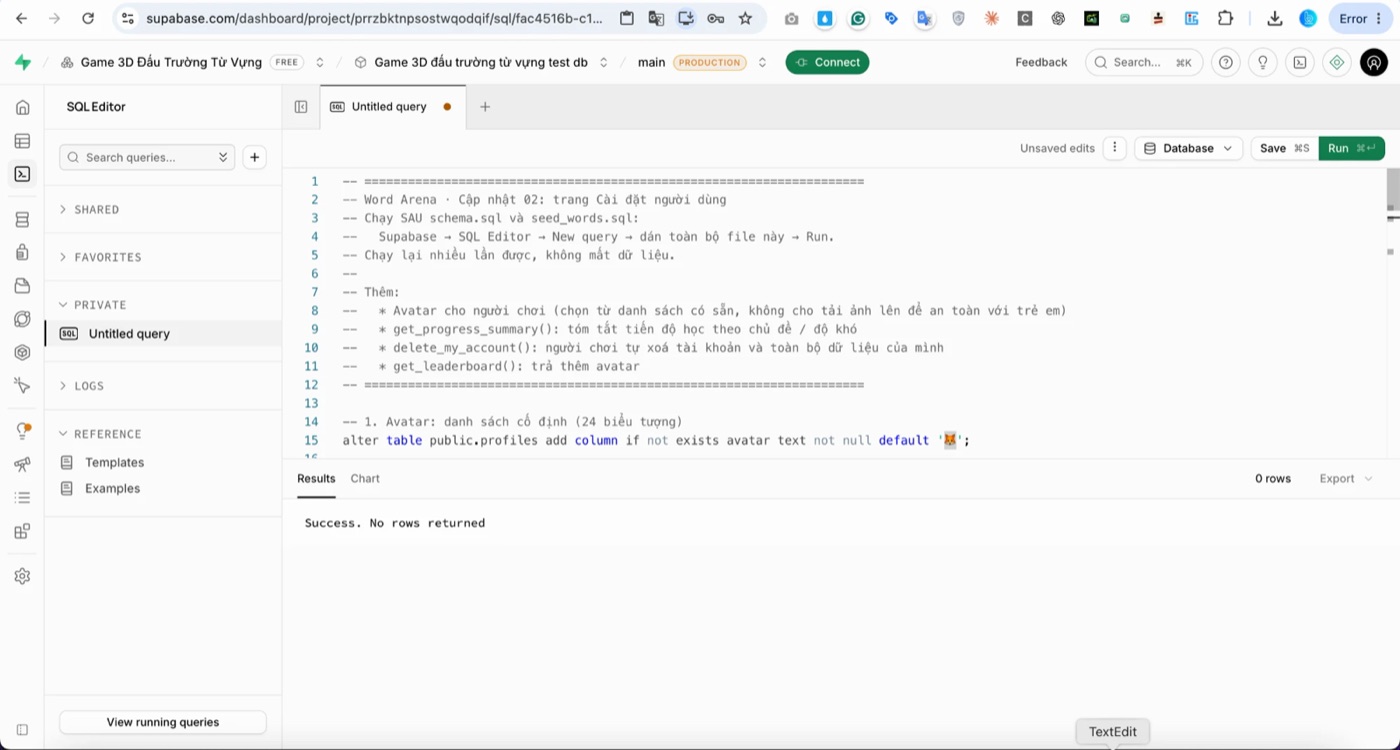 supabase.com/dashboard/project/prrzbktnpsostwqodqif/sql/fac4516b-c1...
Error
Game 3D Đấu Trường Từ Vựng FREE
Game 3D đấu trường từ vựng test db
main PRODUCTION
Connect
Feedback
Search... ⌘K
SQL Editor
SQL Untitled query
Search queries...
Unsaved edits
Database
Save ⌘S
Run ⌘↵
SHARED
FAVORITES
PRIVATE
SQL Untitled query
LOGS
REFERENCE
Templates
Examples
View running queries
1 -- =====================================================================
2 -- Word Arena · Cập nhật 02: trang Cài đặt người dùng
3 -- Chạy SAU schema.sql và seed_words.sql:
4 -- Supabase → SQL Editor → New query → dán toàn bộ file này → Run.
5 -- Chạy lại nhiều lần được, không mất dữ liệu.
6 --
7 -- Thêm:
8 -- * Avatar cho người chơi (chọn từ danh sách có sẵn, không cho tải ảnh lên để an toàn với trẻ em)
9 -- * get_progress_summary(): tóm tắt tiến độ học theo chủ đề / độ khó
10 -- * delete_my_account(): người chơi tự xoá tài khoản và toàn bộ dữ liệu của mình
11 -- * get_leaderboard(): trả thêm avatar
12 -- =====================================================================
13
14 -- 1. Avatar: danh sách cố định (24 biểu tượng)
15 alter table public.profiles add column if not exists avatar text not null default '🦊';
16
Results
Chart
0 rows
Export
Success. No rows returned
TextEdit